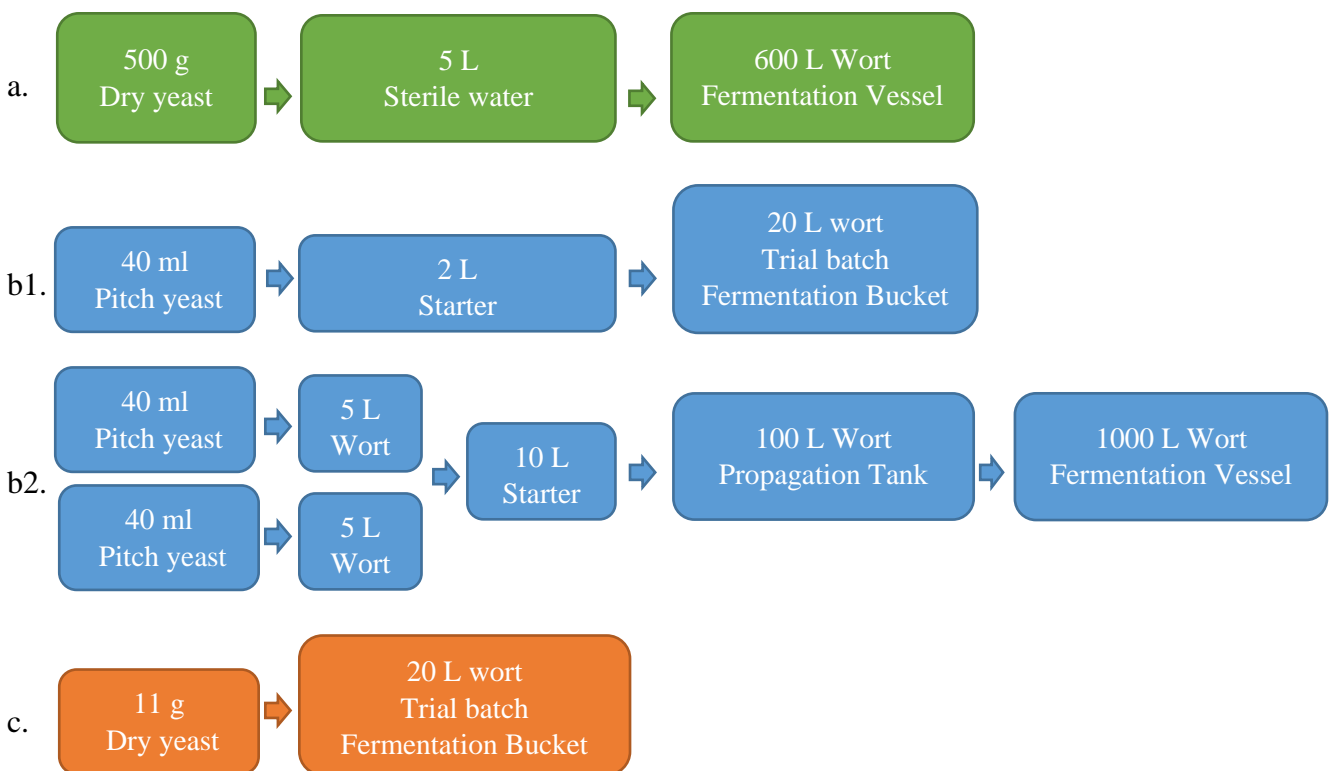 a.
500 g
Dry yeast
5 L
Sterile water
600 L Wort
Fermentation Vessel
b1.
40 ml
Pitch yeast
2 L
Starter
20 L wort
Trial batch
Fermentation Bucket
b2.
40 ml
Pitch yeast
5 L
Wort
40 ml
Pitch yeast
5 L
Wort
10 L
Starter
100 L Wort
Propagation Tank
1000 L Wort
Fermentation Vessel
c.
11 g
Dry yeast
20 L wort
Trial batch
Fermentation Bucket